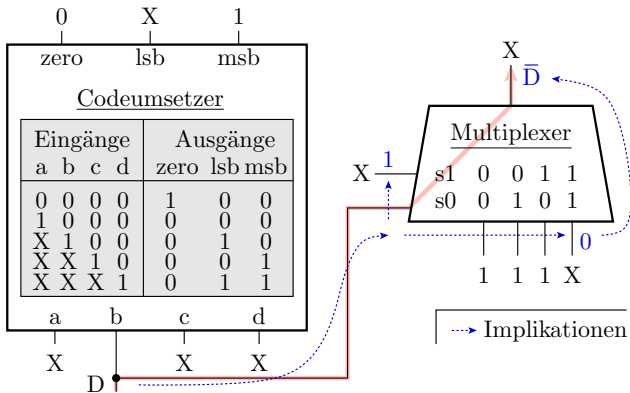 0 X 1
zero lsb msb
Codeumsetzer
Eingänge Ausgänge
a b c d zero lsb msb
0 0 0 0 1 0 0
1 0 0 0 0 0 0
X 1 0 0 0 1 0
X X 1 0 0 0 1
X X X 1 0 1 1
a b c d
X X X
D
X
D̅
Multiplexer
X 1 s1 0 0 1 1
s0 0 1 0 1
0
1 1 1 X
Implikationen